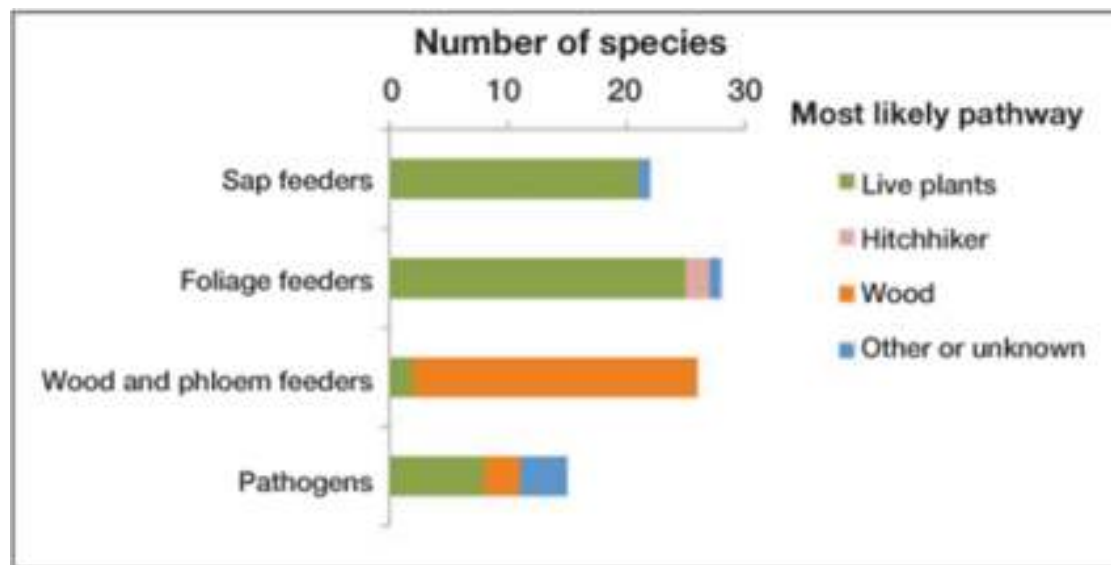 Number of species
0 10 20 30
Most likely pathway
Sap feeders
Foliage feeders
Wood and phloem feeders
Pathogens
Live plants
Hitchhiker
Wood
Other or unknown